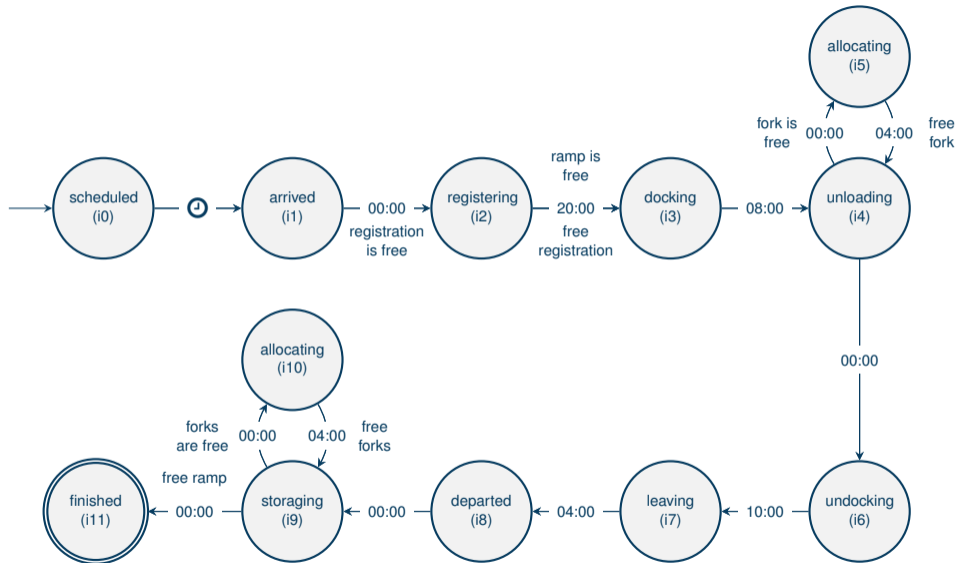 allocating
(i5)
fork is
free
00:00
04:00
free
fork
scheduled
(i0)
arrived
(i1)
00:00
registration
is free
registering
(i2)
ramp is
free
20:00
free
registration
docking
(i3)
08:00
unloading
(i4)
00:00
allocating
(i10)
forks
are free
00:00
04:00
free
forks
finished
(i11)
free ramp
00:00
storaging
(i9)
00:00
departed
(i8)
04:00
leaving
(i7)
10:00
undocking
(i6)